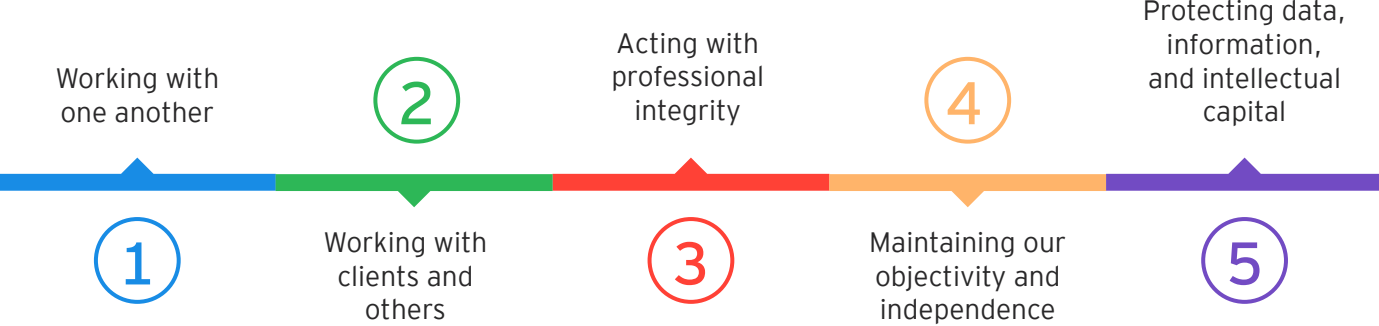 Working with
one another
1
2
Working with
clients and
others
Acting with
professional
integrity
3
4
Maintaining our
objectivity and
independence
Protecting data,
information,
and intellectual
capital
5